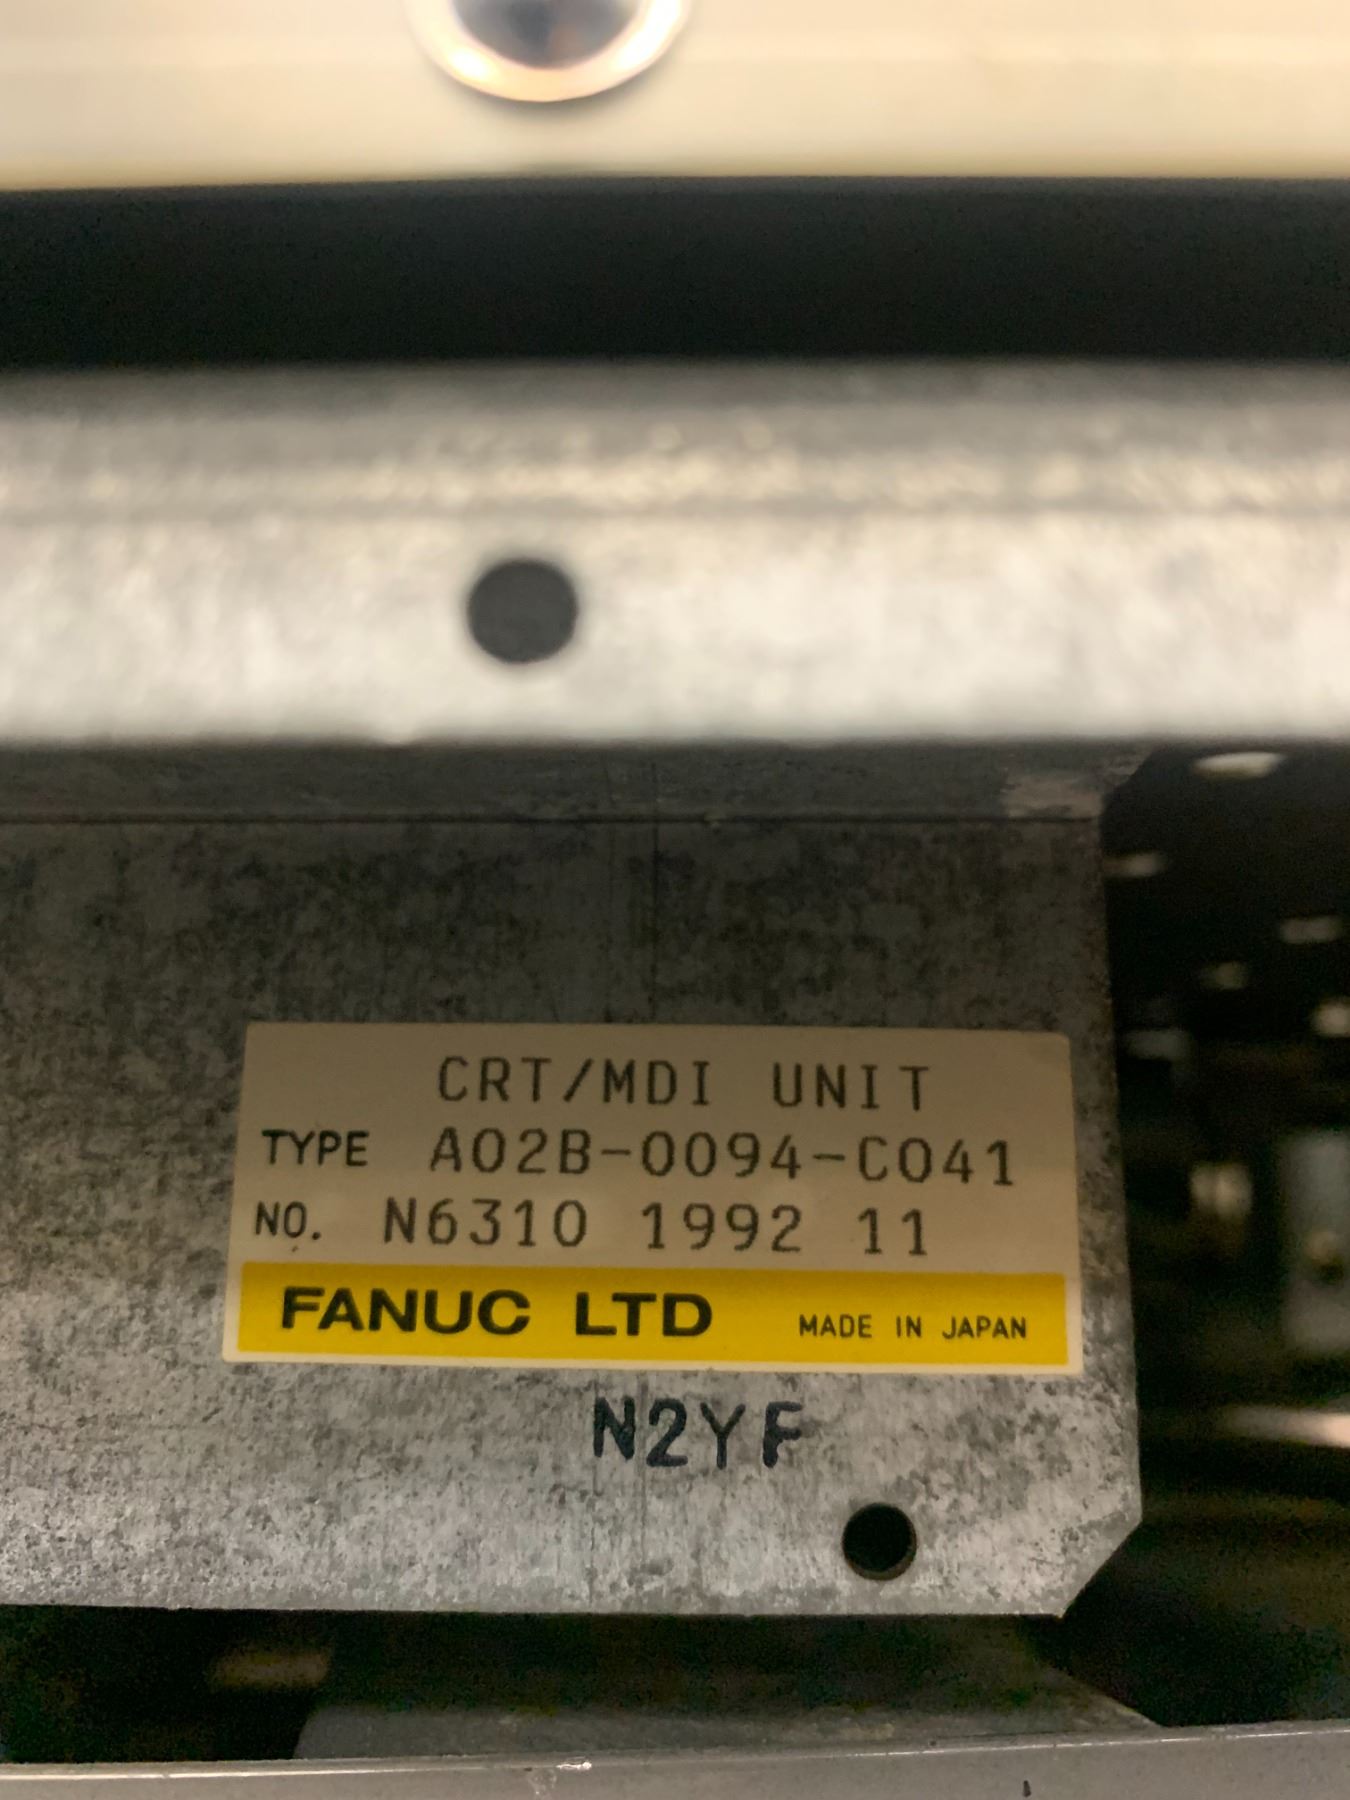 CRT/MDI UNIT
TYPE A02B-0094-C041
NO. N6310 1992 11
FANUC LTD MADE IN JAPAN
N2YF